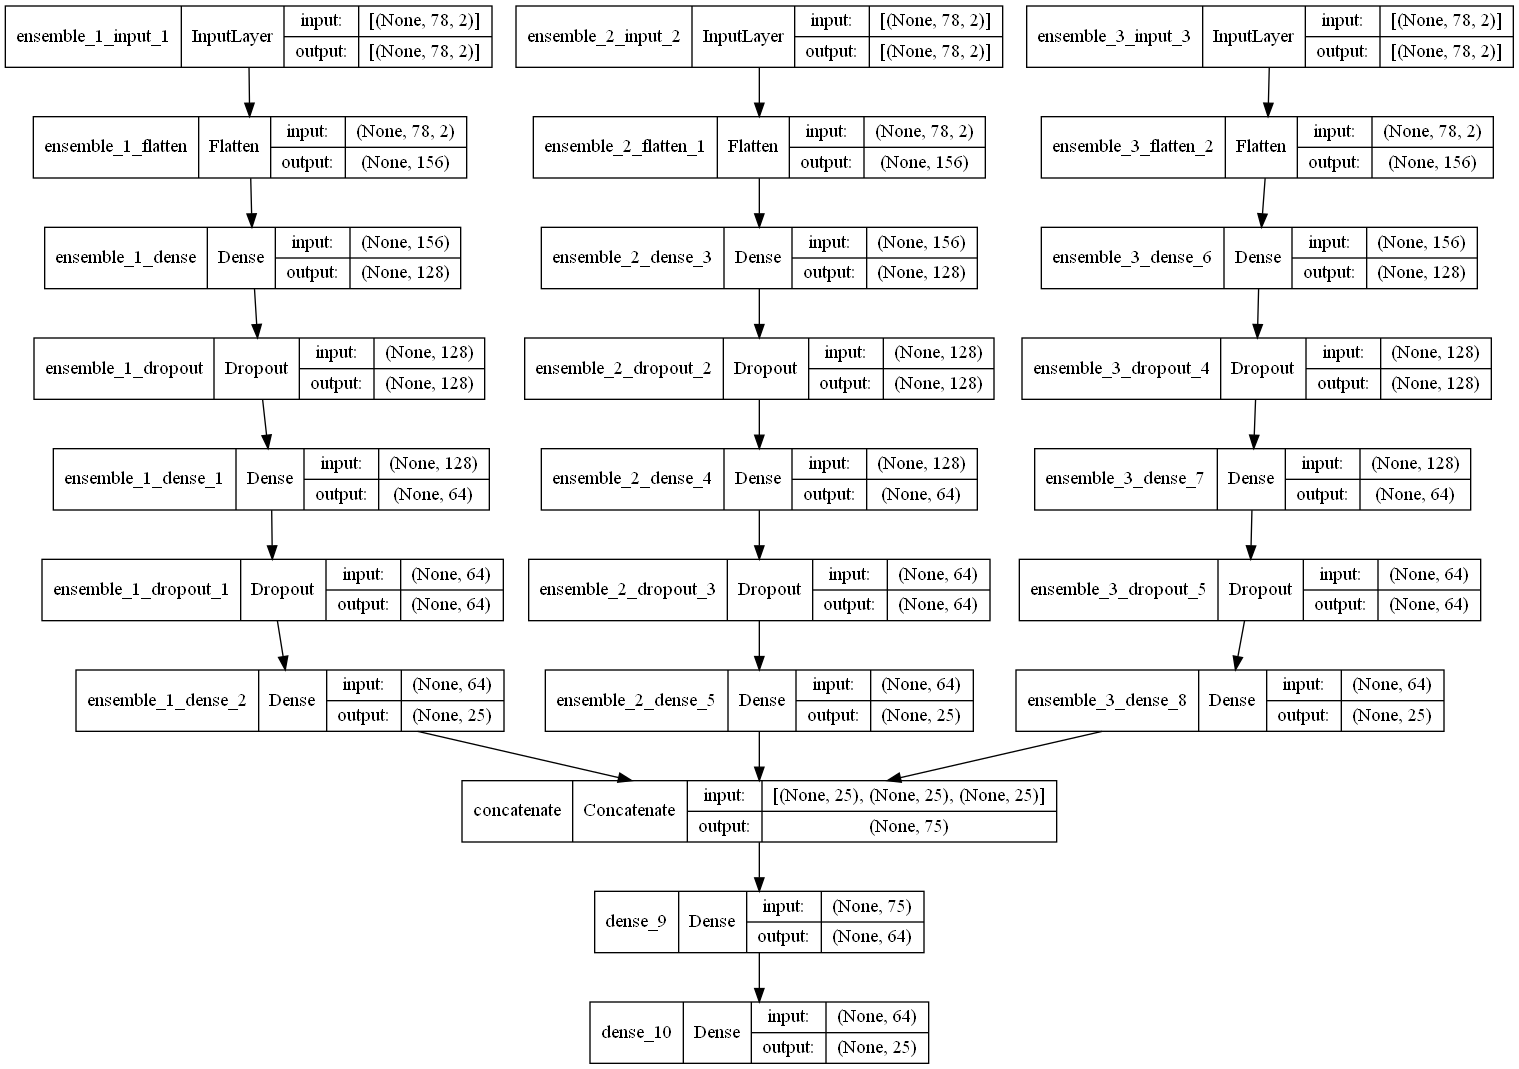 ensemble_1_input_1 InputLayer input: [(None, 78, 2)]
output: [(None, 78, 2)]
ensemble_2_input_2 InputLayer input: [(None, 78, 2)]
output: [(None, 78, 2)]
ensemble_3_input_3 InputLayer input: [(None, 78, 2)]
output: [(None, 78, 2)]
ensemble_1_flatten Flatten input: (None, 78, 2)
output: (None, 156)
ensemble_2_flatten_1 Flatten input: (None, 78, 2)
output: (None, 156)
ensemble_3_flatten_2 Flatten input: (None, 78, 2)
output: (None, 156)
ensemble_1_dense Dense input: (None, 156)
output: (None, 128)
ensemble_2_dense_3 Dense input: (None, 156)
output: (None, 128)
ensemble_3_dense_6 Dense input: (None, 156)
output: (None, 128)
ensemble_1_dropout Dropout input: (None, 128)
output: (None, 128)
ensemble_2_dropout_2 Dropout input: (None, 128)
output: (None, 128)
ensemble_3_dropout_4 Dropout input: (None, 128)
output: (None, 128)
ensemble_1_dense_1 Dense input: (None, 128)
output: (None, 64)
ensemble_2_dense_4 Dense input: (None, 128)
output: (None, 64)
ensemble_3_dense_7 Dense input: (None, 128)
output: (None, 64)
ensemble_1_dropout_1 Dropout input: (None, 64)
output: (None, 64)
ensemble_2_dropout_3 Dropout input: (None, 64)
output: (None, 64)
ensemble_3_dropout_5 Dropout input: (None, 64)
output: (None, 64)
ensemble_1_dense_2 Dense input: (None, 64)
output: (None, 25)
ensemble_2_dense_5 Dense input: (None, 64)
output: (None, 25)
ensemble_3_dense_8 Dense input: (None, 64)
output: (None, 25)
concatenate Concatenate input: [(None, 25), (None, 25), (None, 25)]
output: (None, 75)
dense_9 Dense input: (None, 75)
output: (None, 64)
dense_10 Dense input: (None, 64)
output: (None, 25)